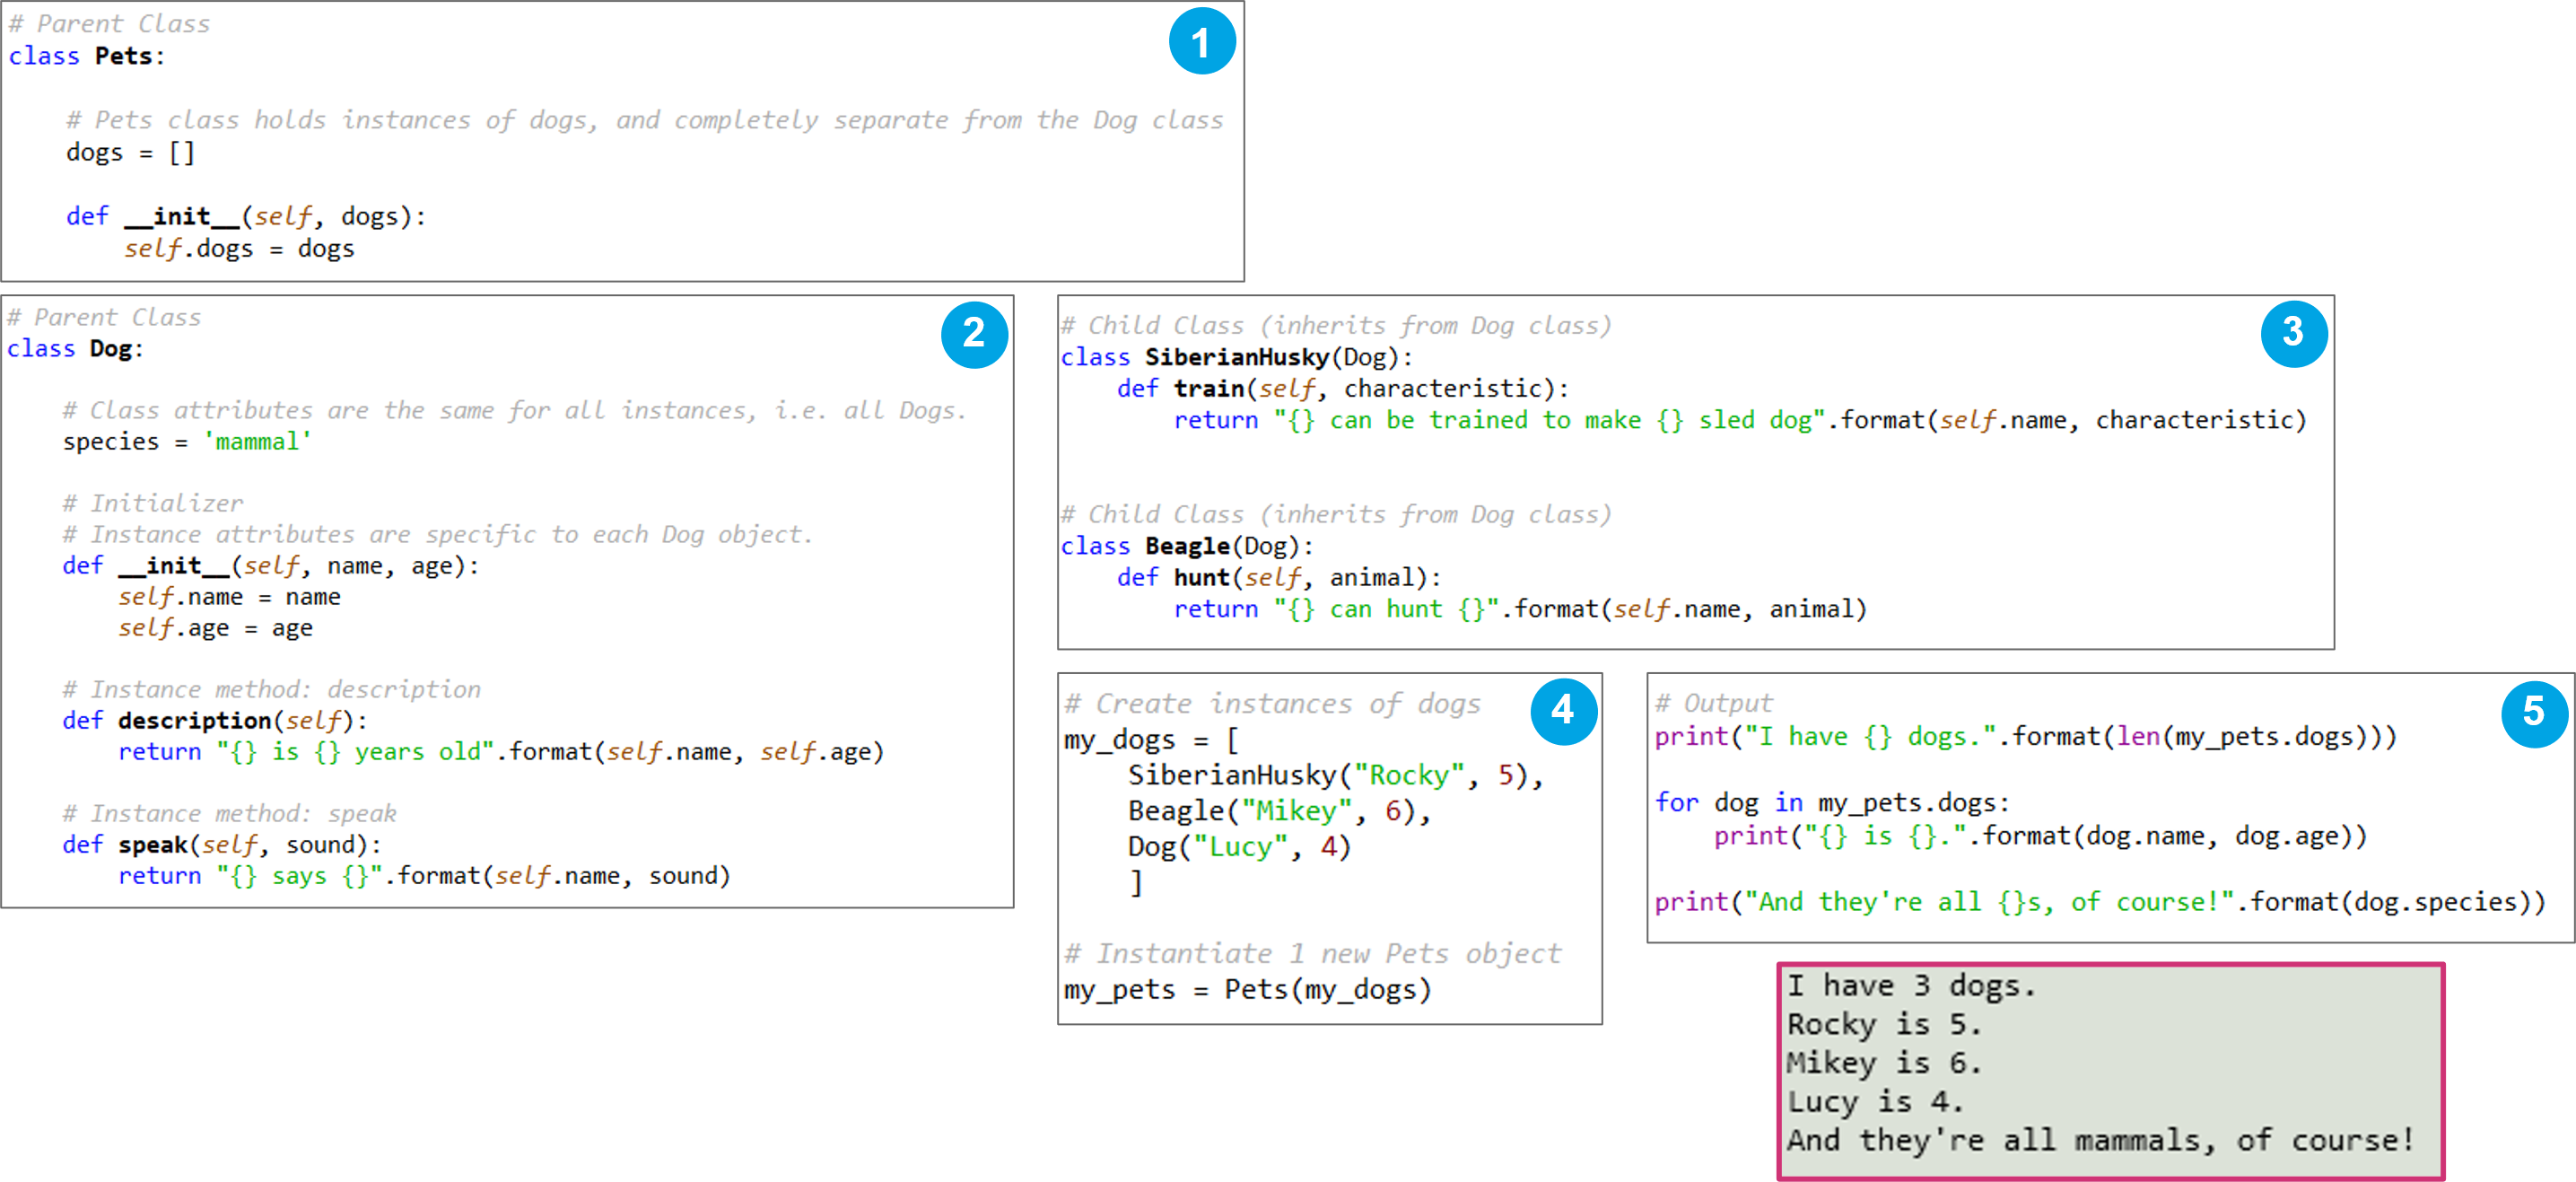 # Parent Class
class Pets:
1
# Pets class holds instances of dogs, and completely separate from the Dog class
dogs = []
def __init__(self, dogs):
self.dogs = dogs
# Parent Class
class Dog:
2
# Class attributes are the same for all instances, i.e. all Dogs.
species = 'mammal'
# Initializer
# Instance attributes are specific to each Dog object.
def __init__(self, name, age):
self.name = name
self.age = age
# Instance method: description
def description(self):
return "{} is {} years old".format(self.name, self.age)
# Instance method: speak
def speak(self, sound):
return "{} says {}".format(self.name, sound)
# Child Class (inherits from Dog class)
3
class SiberianHusky(Dog):
def train(self, characteristic):
return "{} can be trained to make {} sled dog".format(self.name, characteristic)
# Child Class (inherits from Dog class)
class Beagle(Dog):
def hunt(self, animal):
return "{} can hunt {}".format(self.name, animal)
# Create instances of dogs
4
my_dogs = [
SiberianHusky("Rocky", 5),
Beagle("Mikey", 6),
Dog("Lucy", 4)
]
# Instantiate 1 new Pets object
my_pets = Pets(my_dogs)
# Output
5
print("I have {} dogs.".format(len(my_pets.dogs)))
for dog in my_pets.dogs:
print("{} is {}.".format(dog.name, dog.age))
print("And they're all {}s, of course!".format(dog.species))
I have 3 dogs.
Rocky is 5.
Mikey is 6.
Lucy is 4.
And they're all mammals, of course!